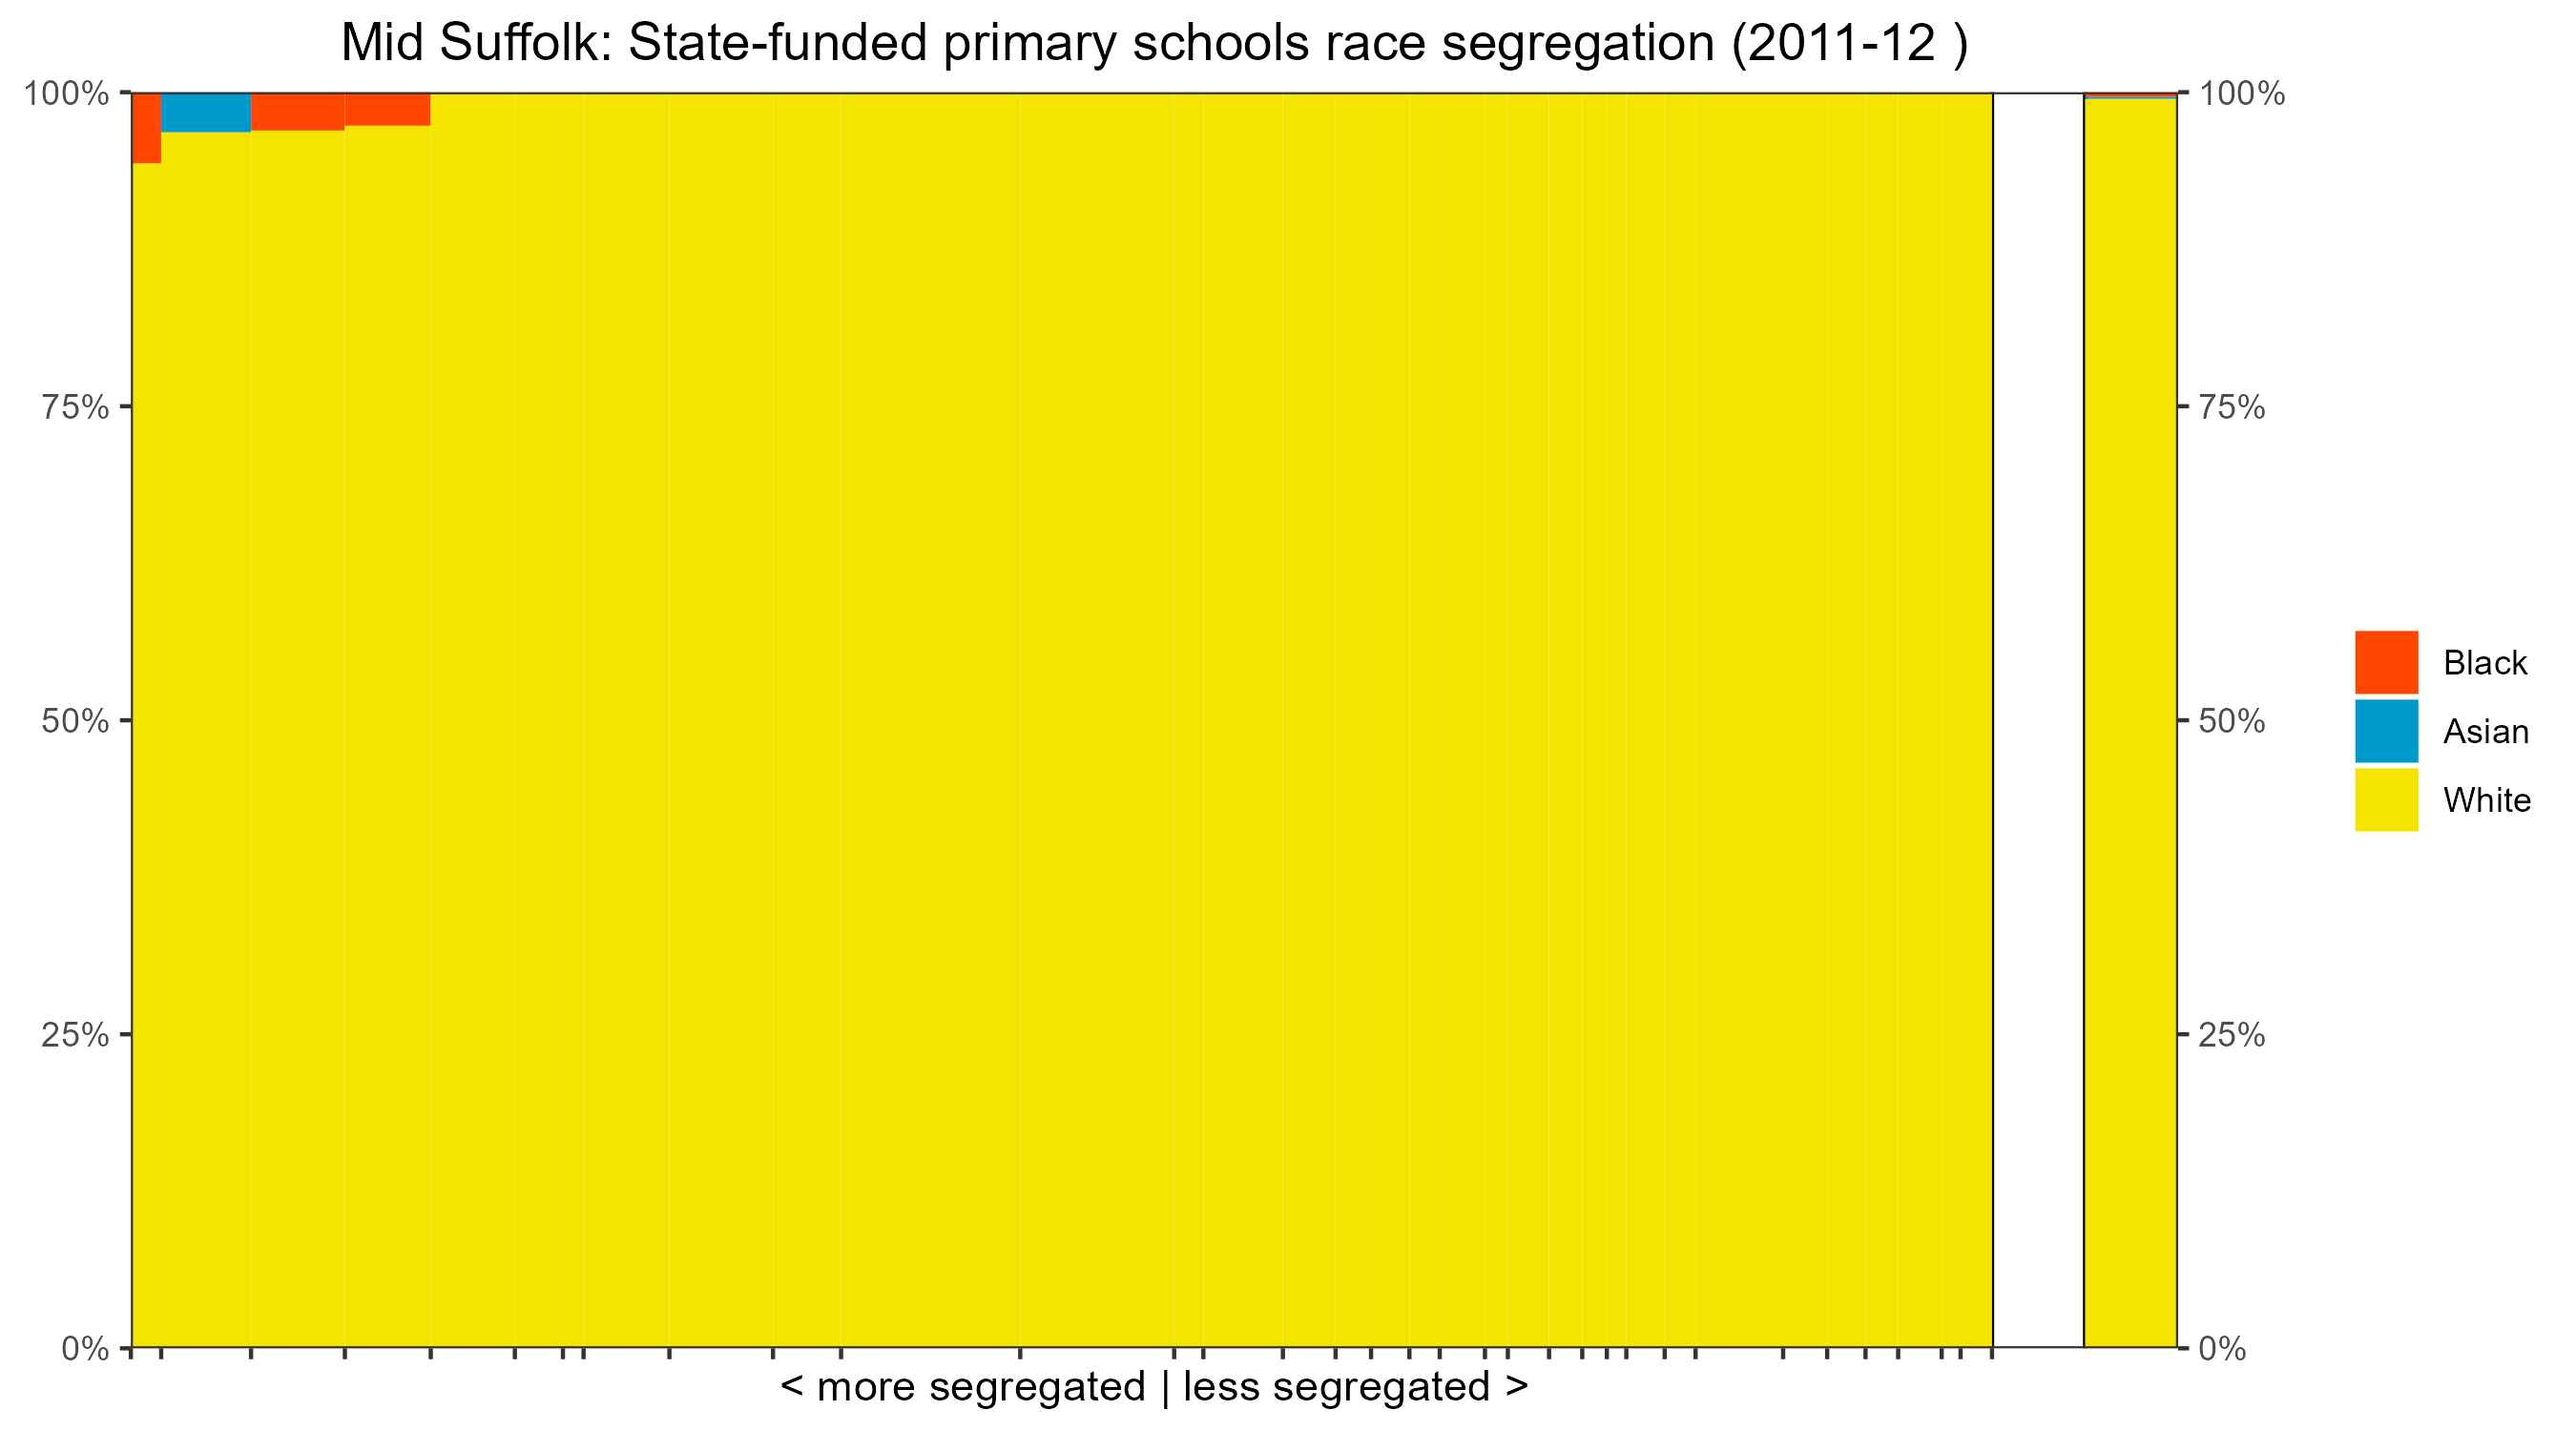 Mid Suffolk: State-funded primary schools race segregation (2011-12 )
100%
75%
50%
25%
0%
100%
75%
50%
25%
0%
Black
Asian
White
< more segregated | less segregated >